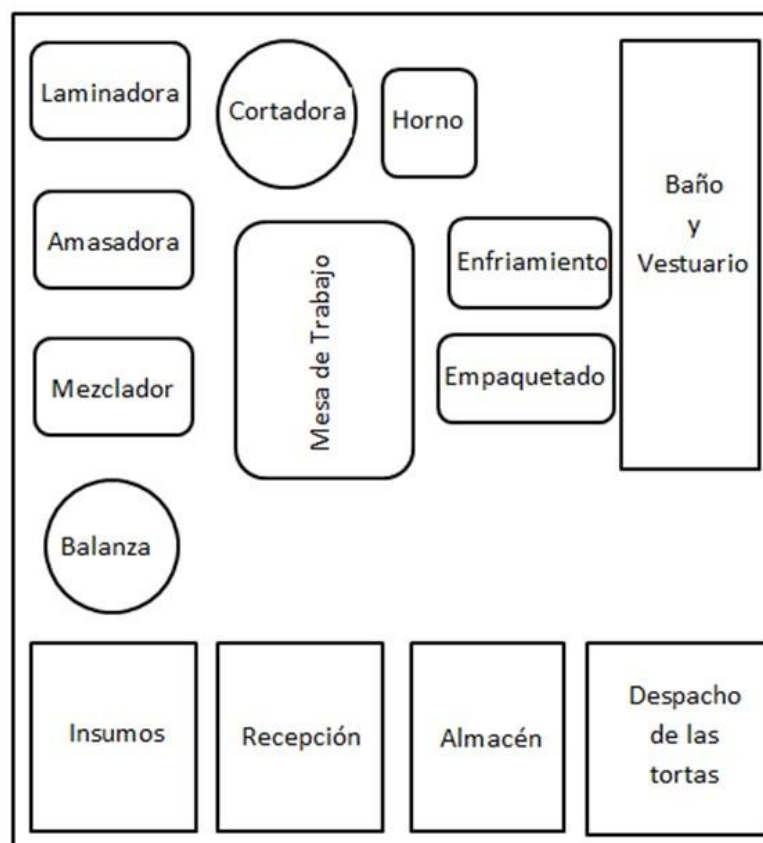 Laminadora
Cortadora
Horno
Baño
y
Vestuario
Amasadora
Mesa de Trabajo
Enfriamiento
Mezclador
Empaquetado
Balanza
Insumos
Recepción
Almacén
Despacho
de las
tortas